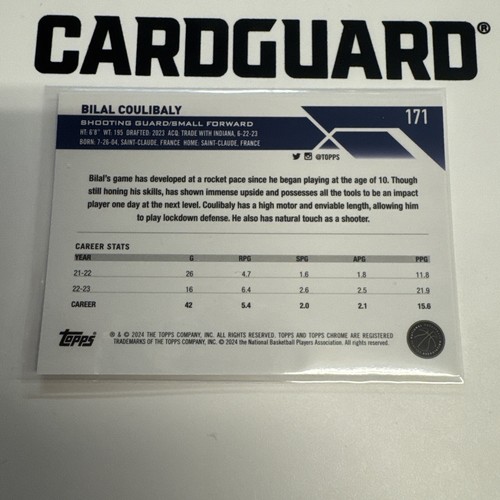 CARDGUARD®
BILAL COULIBALY
171
SHOOTING GUARD/SMALL FORWARD
HT: 6'8" WT: 195 DRAFTED: 2023 ACQ: TRADE WITH INDIANA, 6-22-23
BORN: 7-26-04, SAINT-CLAUDE, FRANCE HOME: SAINT-CLAUDE, FRANCE
@TOPPS
Bilal's game has developed at a rocket pace since he began playing at the age of 10. Though
still honing his skills, has shown immense upside and possesses all the tools to be an impact
player one day at the next level. Coulibaly has a high motor and enviable length, allowing him
to play lockdown defense. He also has natural touch as a shooter.
CAREER STATS
YEAR G RPG SPG APG PPG
21-22 26 4.7 1.6 1.8 11.8
22-23 16 6.4 2.6 2.5 21.9
CAREER 42 5.4 2.0 2.1 15.6
Topps
® & © 2024 THE TOPPS COMPANY, INC. ALL RIGHTS RESERVED. TOPPS AND TOPPS CHROME ARE REGISTERED
TRADEMARKS OF THE TOPPS COMPANY, INC. © 2024 the National Basketball Players Association. All rights reserved.